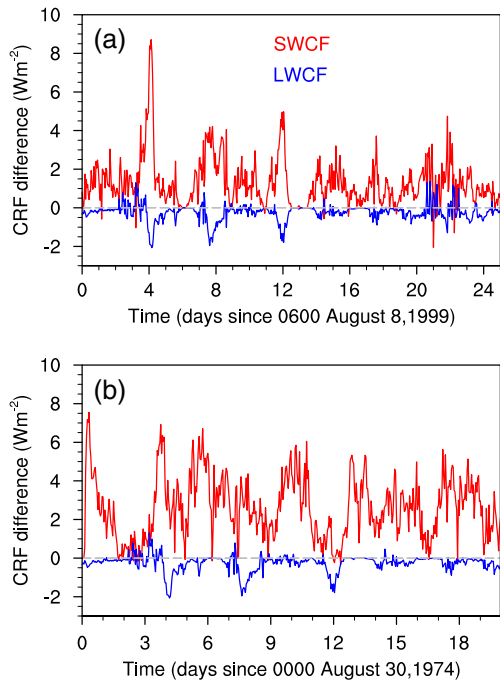 (a)
SWCF
LWCF
CRF difference (Wm-2)
10
8
6
4
2
0
-2
0 4 8 12 16 20 24
Time (days since 0600 August 8,1999)
(b)
CRF difference (Wm-2)
10
8
6
4
2
0
-2
0 3 6 9 12 15 18
Time (days since 0000 August 30,1974)